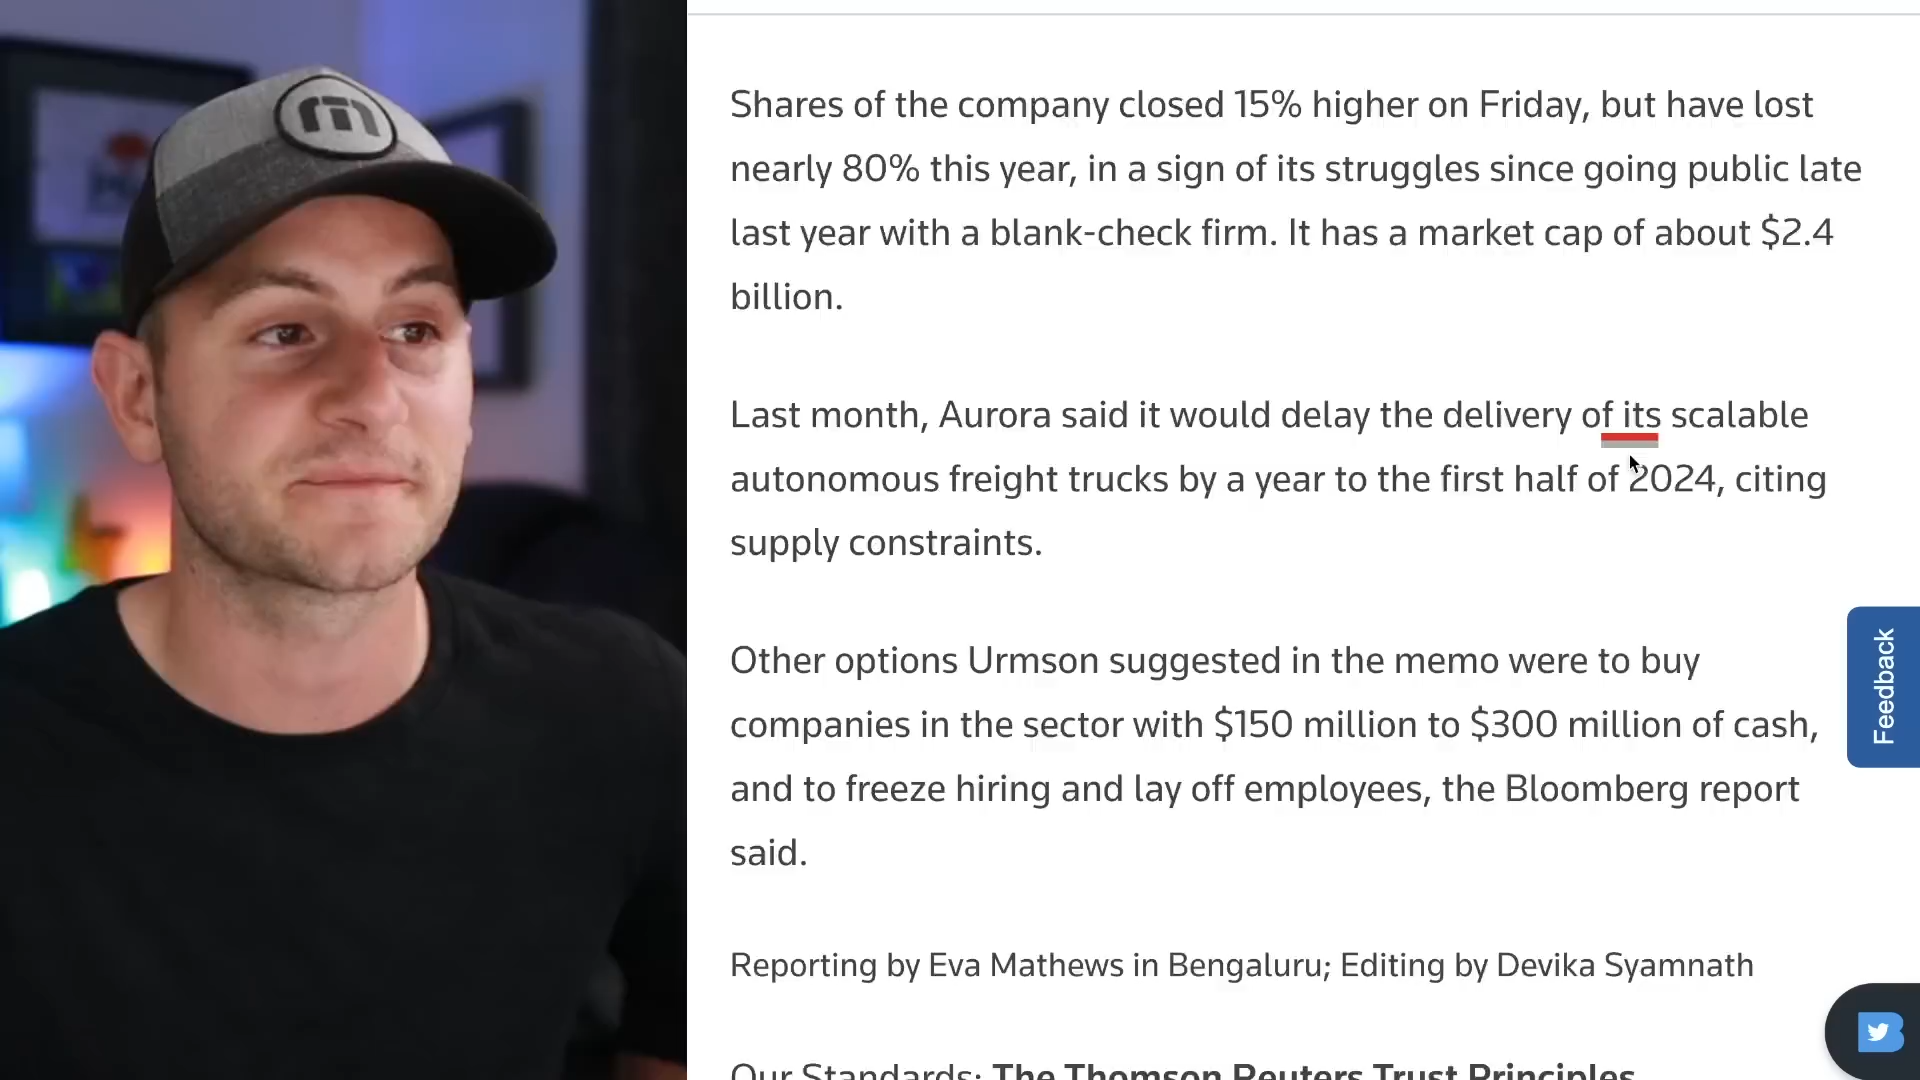 Shares of the company closed 15% higher on Friday, but have lost
nearly 80% this year, in a sign of its struggles since going public late
last year with a blank-check firm. It has a market cap of about $2.4
billion.
Last month, Aurora said it would delay the delivery of its scalable
autonomous freight trucks by a year to the first half of 2024, citing
supply constraints.
Other options Urmson suggested in the memo were to buy
companies in the sector with $150 million to $300 million of cash,
and to freeze hiring and lay off employees, the Bloomberg report
said.
Feedback
Reporting by Eva Mathews in Bengaluru; Editing by Devika Syamnath
Our Standards: The Thomson Reuters Trust Principles